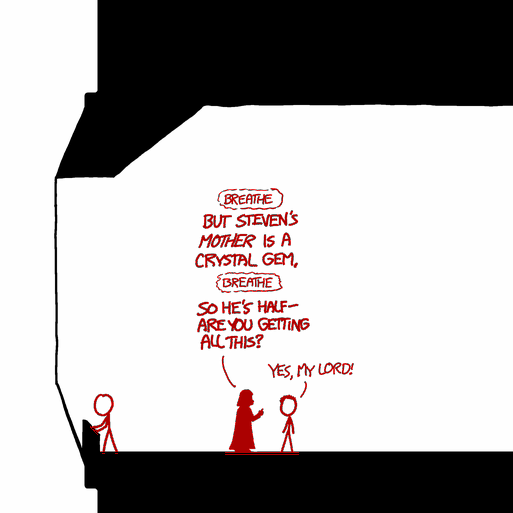 BREATHE
BUT STEVEN'S
MOTHER IS A
CRYSTAL GEM.
BREATHE
SO HE'S HALF—
ARE YOU GETTING
ALL THIS?
YES, MY LORD!